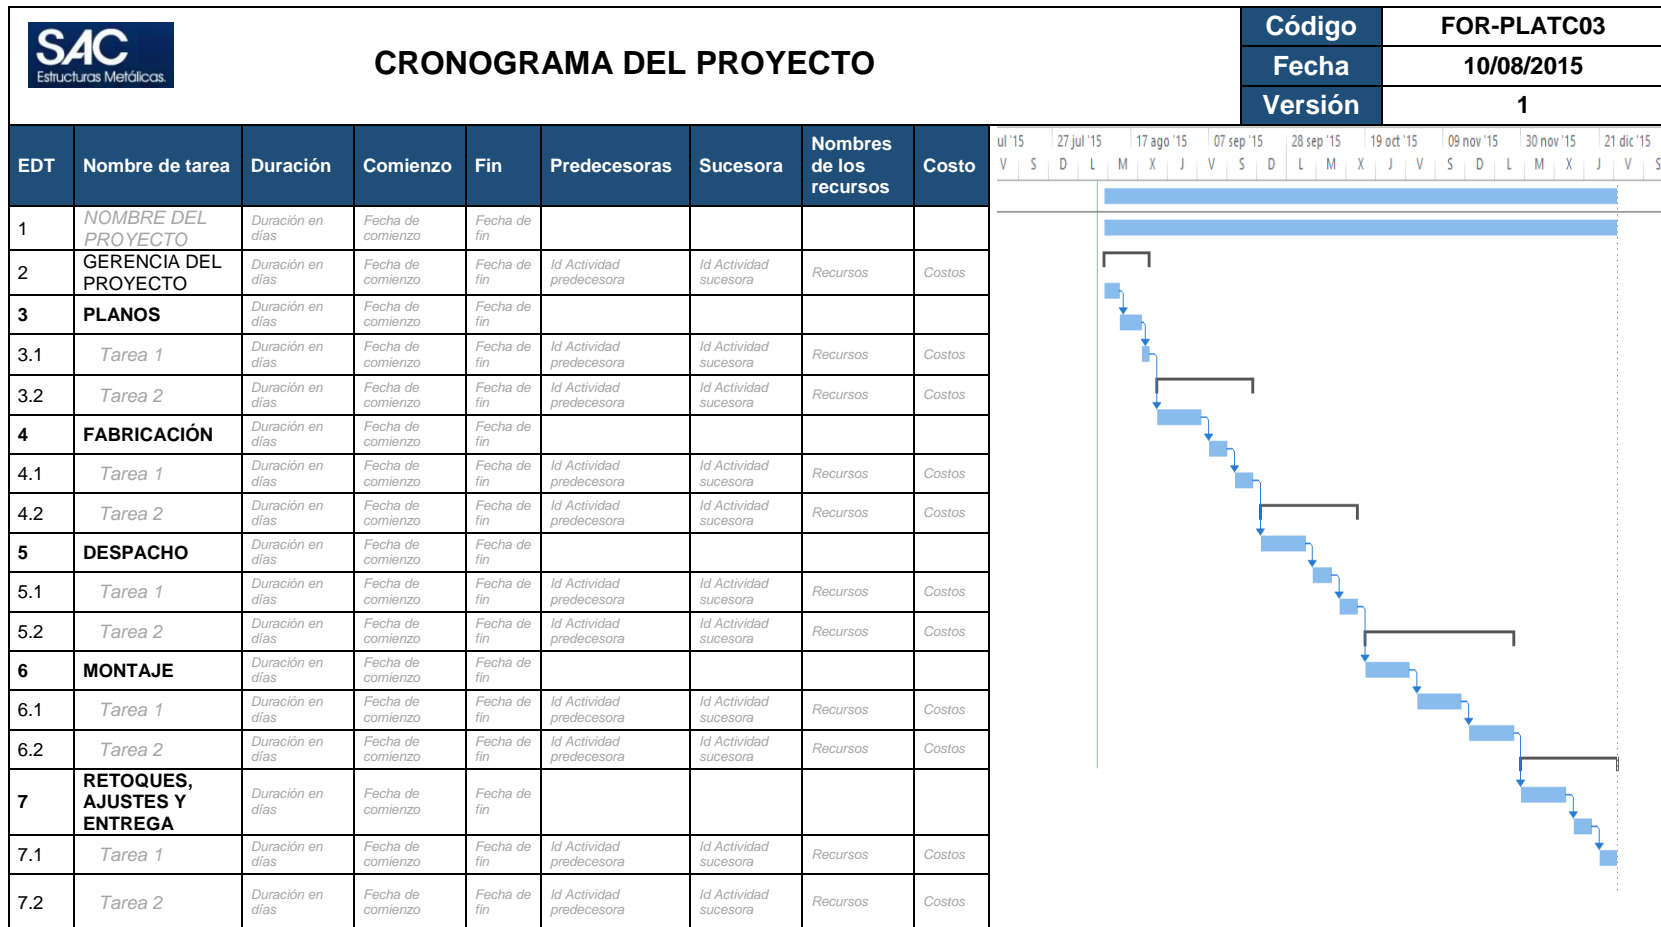 SAC
Estructuras Metálicas.
CRONOGRAMA DEL PROYECTO
Código FOR-PLATC03
Fecha 10/08/2015
Versión 1
EDT Nombre de tarea Duración Comienzo Fin Predecesoras Sucesora Nombres de los recursos Costo
ul '15 27 jul '15 17 ago '15 07 sep '15 28 sep '15 19 oct '15 09 nov '15 30 nov '15 21 dic '15
V S D L M X J V S D L M X J V S D L M X J V S
1 NOMBRE DEL PROYECTO Duración en días Fecha de comienzo Fecha de fin
2 GERENCIA DEL PROYECTO Duración en días Fecha de comienzo Fecha de fin Id Actividad predecesora Id Actividad sucesora Recursos Costos
3 PLANOS Duración en días Fecha de comienzo Fecha de fin
3.1 Tarea 1 Duración en días Fecha de comienzo Fecha de fin Id Actividad predecesora Id Actividad sucesora Recursos Costos
3.2 Tarea 2 Duración en días Fecha de comienzo Fecha de fin Id Actividad predecesora Id Actividad sucesora Recursos Costos
4 FABRICACIÓN Duración en días Fecha de comienzo Fecha de fin
4.1 Tarea 1 Duración en días Fecha de comienzo Fecha de fin Id Actividad predecesora Id Actividad sucesora Recursos Costos
4.2 Tarea 2 Duración en días Fecha de comienzo Fecha de fin Id Actividad predecesora Id Actividad sucesora Recursos Costos
5 DESPACHO Duración en días Fecha de comienzo Fecha de fin
5.1 Tarea 1 Duración en días Fecha de comienzo Fecha de fin Id Actividad predecesora Id Actividad sucesora Recursos Costos
5.2 Tarea 2 Duración en días Fecha de comienzo Fecha de fin Id Actividad predecesora Id Actividad sucesora Recursos Costos
6 MONTAJE Duración en días Fecha de comienzo Fecha de fin
6.1 Tarea 1 Duración en días Fecha de comienzo Fecha de fin Id Actividad predecesora Id Actividad sucesora Recursos Costos
6.2 Tarea 2 Duración en días Fecha de comienzo Fecha de fin Id Actividad predecesora Id Actividad sucesora Recursos Costos
7 RETOQUES, AJUSTES Y ENTREGA Duración en días Fecha de comienzo Fecha de fin
7.1 Tarea 1 Duración en días Fecha de comienzo Fecha de fin Id Actividad predecesora Id Actividad sucesora Recursos Costos
7.2 Tarea 2 Duración en días Fecha de comienzo Fecha de fin Id Actividad predecesora Id Actividad sucesora Recursos Costos